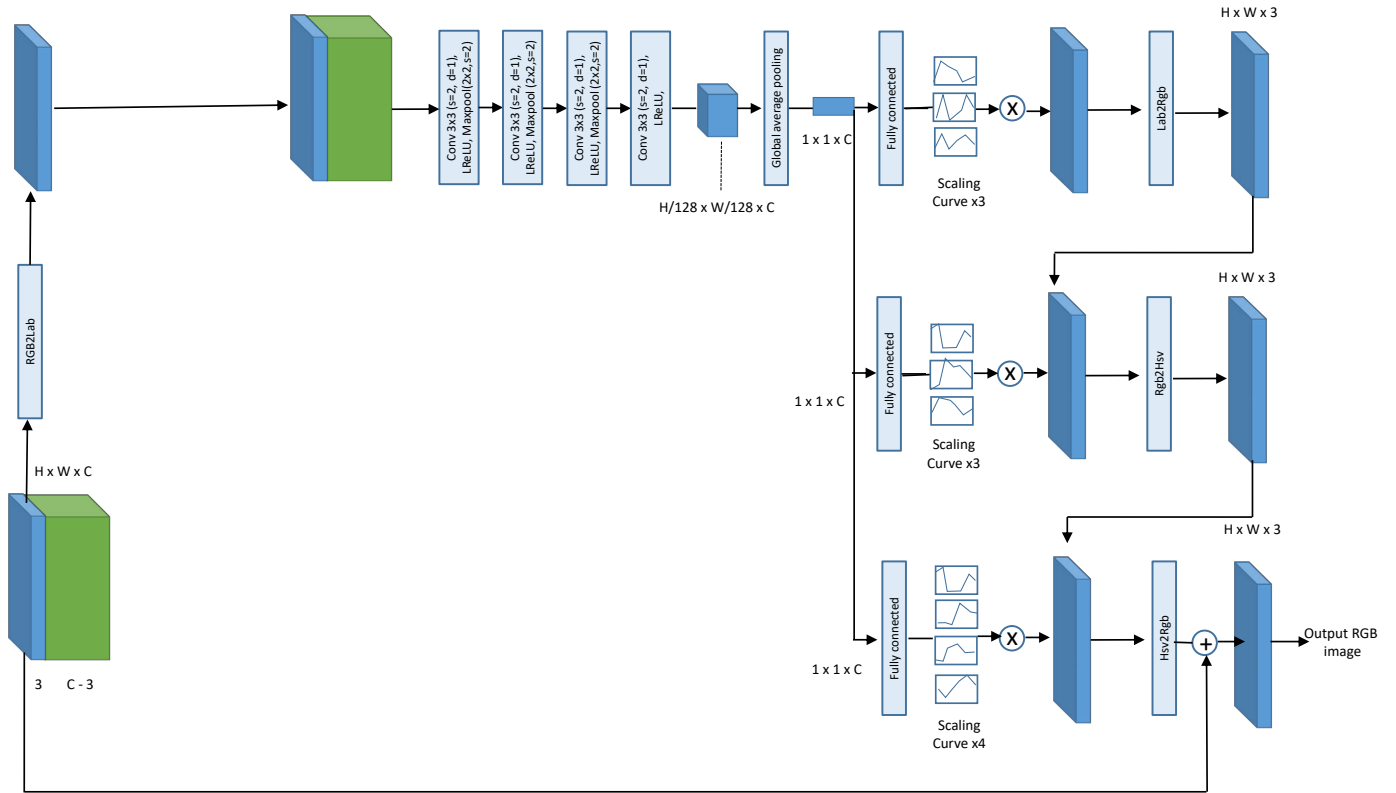 H x W x 3
Conv 3x3 (s=2, d=1),
LReLU, Maxpool(2x2,s=2)
Conv 3x3 (s=2, d=1),
LReLU, Maxpool (2x2,s=2)
Conv 3x3 (s=2, d=1),
LReLU, Maxpool (2x2,s=2)
Conv 3x3 (s=2, d=1),
LReLU,
H/128 x W/128 x C
Global average pooling
1 x 1 x C
Fully connected
Scaling
Curve x3
X
Lab2Rgb
RGB2Lab
H x W x C
3
C - 3
1 x 1 x C
Fully connected
Scaling
Curve x3
X
Rgb2Hsv
H x W x 3
1 x 1 x C
Fully connected
Scaling
Curve x4
X
Hsv2Rgb
+
H x W x 3
Output RGB
image